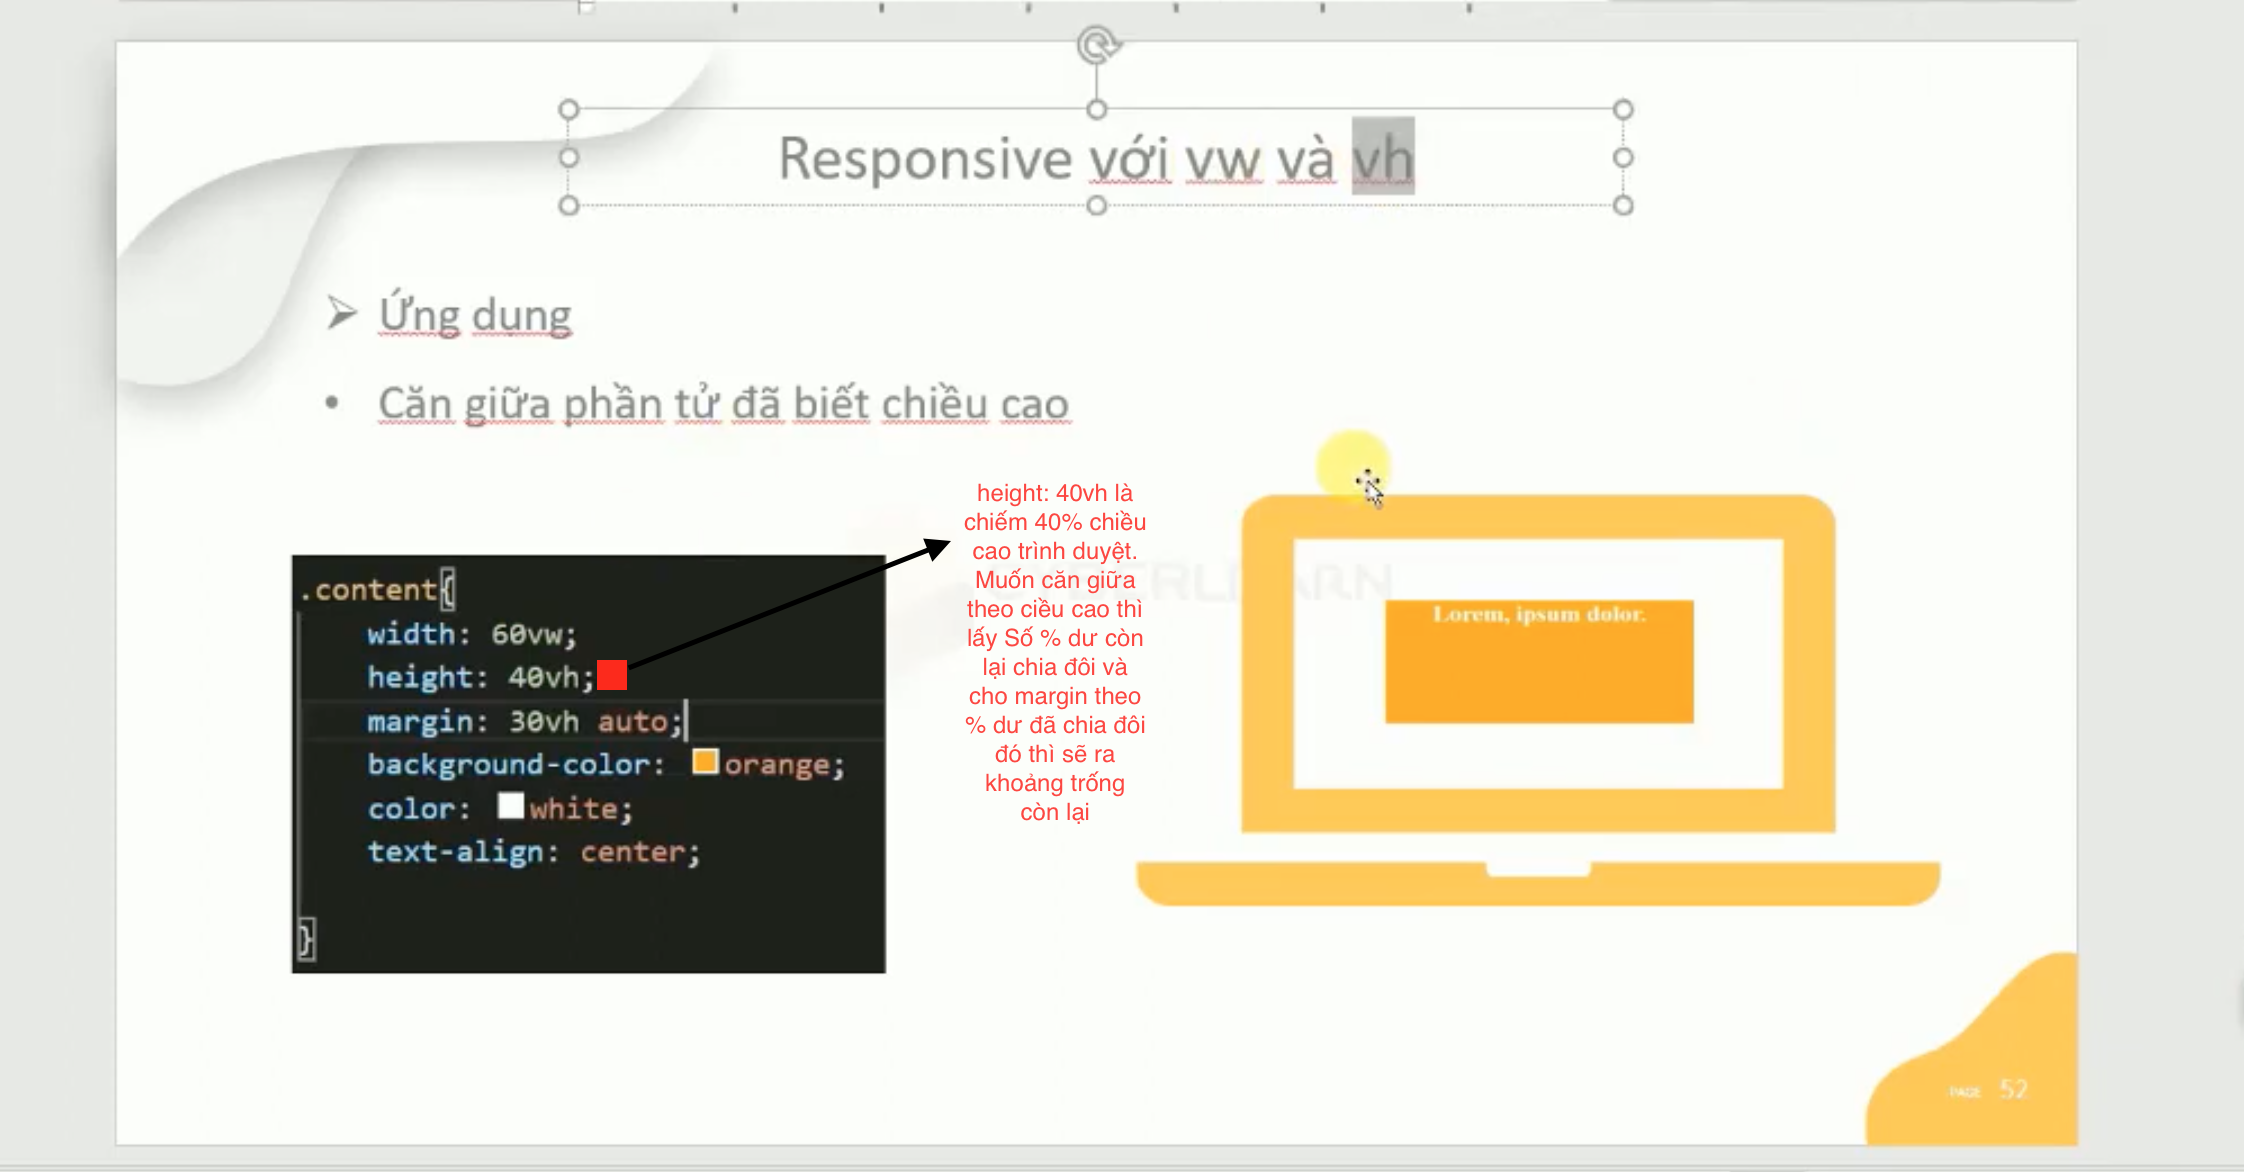 Responsive với vw và vh
Ứng dung
Căn giữa phần tử đã biết chiều cao
.content{
width: 60vw;
height: 40vh;
margin: 30vh auto;
background-color: orange;
color: white;
text-align: center;
}
height: 40vh là
chiếm 40% chiều
cao trình duyệt.
Muốn căn giữa
theo ciều cao thì
lấy Số % dư còn
lại chia đôi và
cho margin theo
% dư đã chia đôi
đó thì sẽ ra
khoảng trống
còn lại
CYBERLEARN
Lorem, ipsum dolor.
PAGE 52